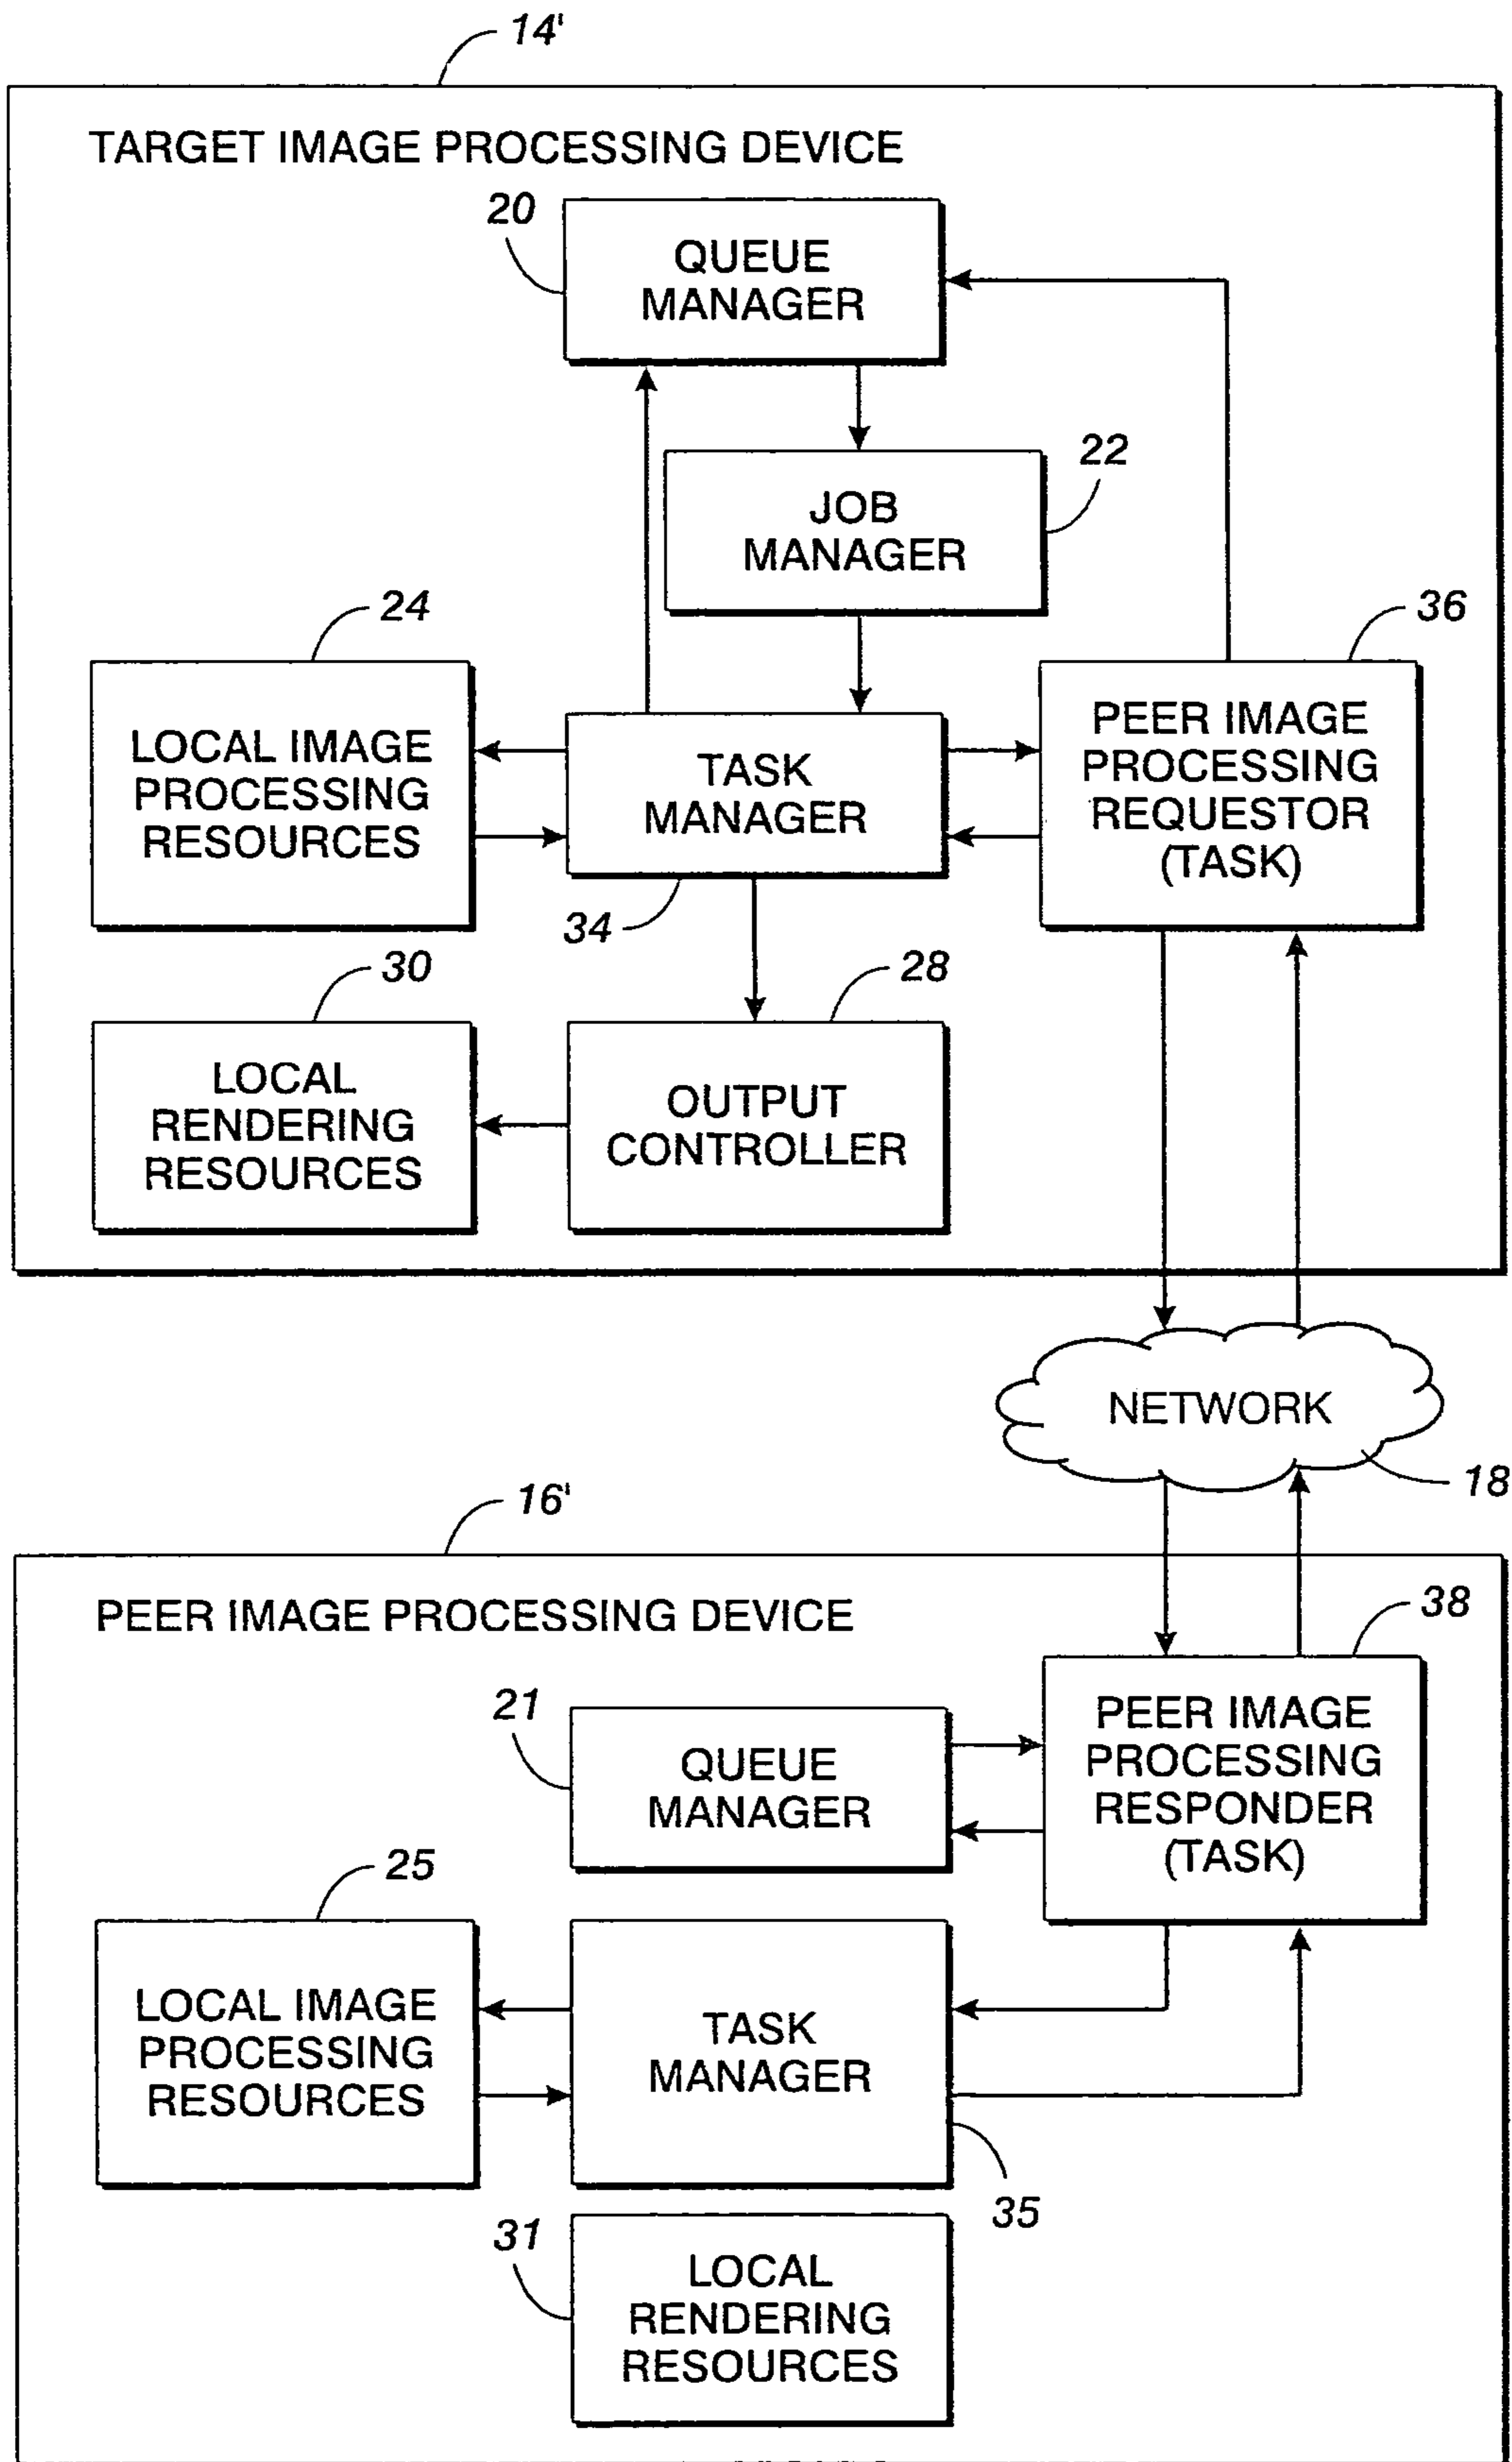 14'
TARGET IMAGE PROCESSING DEVICE
20
QUEUE
MANAGER
22
JOB
MANAGER
24
LOCAL IMAGE
PROCESSING
RESOURCES
TASK
MANAGER
34
36
PEER IMAGE
PROCESSING
REQUESTOR
(TASK)
30
LOCAL
RENDERING
RESOURCES
28
OUTPUT
CONTROLLER
NETWORK
18
16'
PEER IMAGE PROCESSING DEVICE
38
PEER IMAGE
PROCESSING
RESPONDER
(TASK)
21
QUEUE
MANAGER
25
LOCAL IMAGE
PROCESSING
RESOURCES
TASK
MANAGER
35
31
LOCAL
RENDERING
RESOURCES